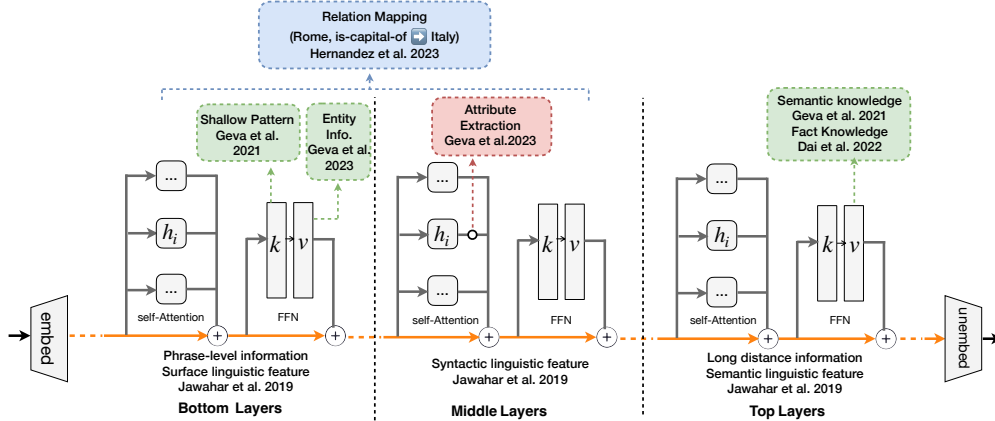 Relation Mapping
(Rome, is-capital-of ➡ Italy)
Hernandez et al. 2023
Shallow Pattern
Geva et al.
2021
Entity
Info.
Geva et al.
2023
Attribute
Extraction
Geva et al.2023
Semantic knowledge
Geva et al. 2021
Fact Knowledge
Dai et al. 2022
...
h_i
...
k
v
self-Attention
FFN
+
+
...
h_i
...
k
v
self-Attention
FFN
+
+
...
h_i
...
k
v
self-Attention
FFN
+
+
embed
unembed
Phrase-level information
Surface linguistic feature
Jawahar et al. 2019
Bottom Layers
Syntactic linguistic feature
Jawahar et al. 2019
Middle Layers
Long distance information
Semantic linguistic feature
Jawahar et al. 2019
Top Layers